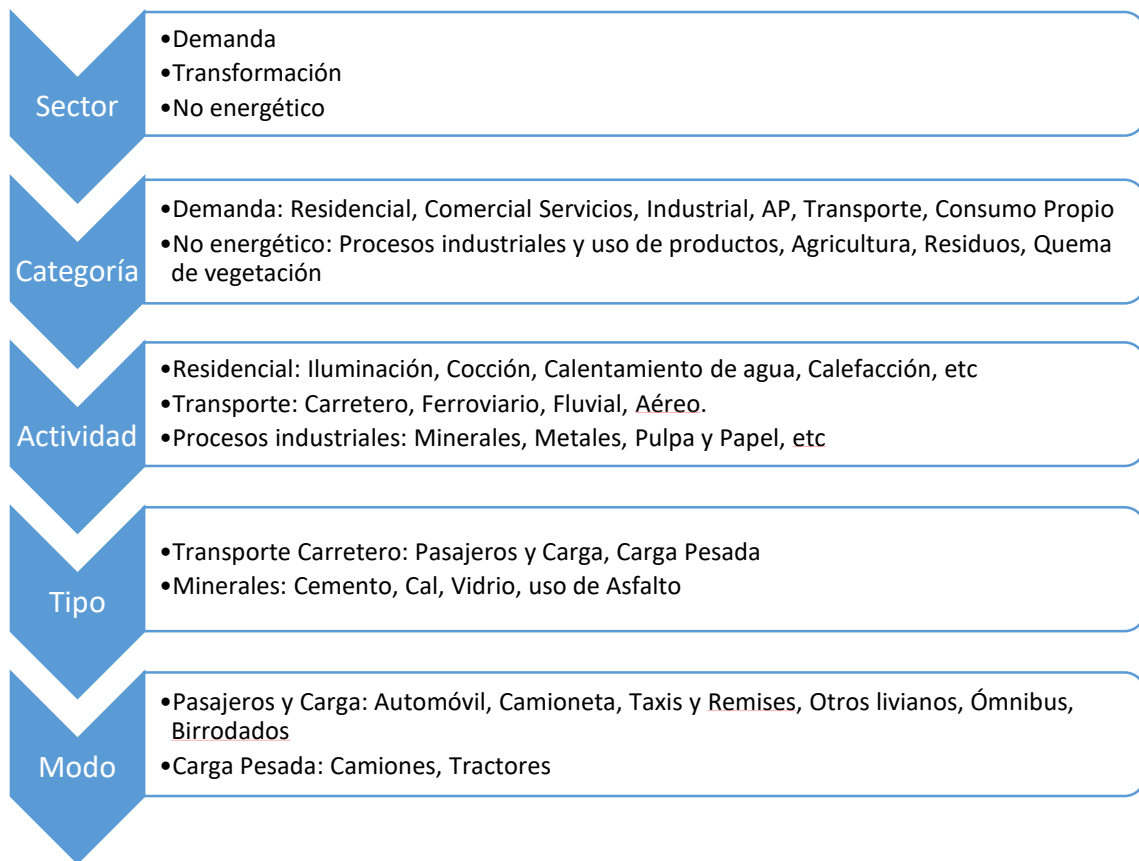 Sector
•Demanda
•Transformación
•No energético
Categoría
•Demanda: Residencial, Comercial Servicios, Industrial, AP, Transporte, Consumo Propio
•No energético: Procesos industriales y uso de productos, Agricultura, Residuos, Quema
de vegetación
Actividad
•Residencial: Iluminación, Cocción, Calentamiento de agua, Calefacción, etc
•Transporte: Carretero, Ferroviario, Fluvial, Aéreo.
•Procesos industriales: Minerales, Metales, Pulpa y Papel, etc
Tipo
•Transporte Carretero: Pasajeros y Carga, Carga Pesada
•Minerales: Cemento, Cal, Vidrio, uso de Asfalto
Modo
•Pasajeros y Carga: Automóvil, Camioneta, Taxis y Remises, Otros livianos, Ómnibus,
Birrodados
•Carga Pesada: Camiones, Tractores